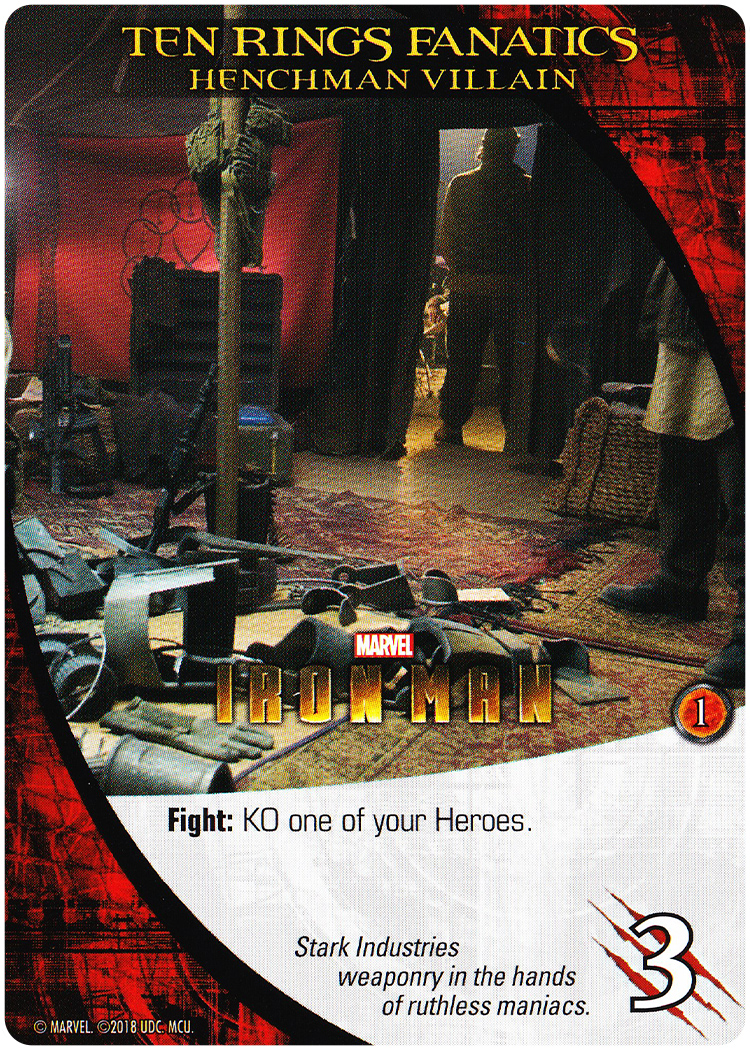 TEN RINGS FANATICS
HENCHMAN VILLAIN
MARVEL
IRON MAN
1
Fight: KO one of your Heroes.
Stark Industries
weaponry in the hands
of ruthless maniacs.
3
© MARVEL. ©2018 UDC. MCU.